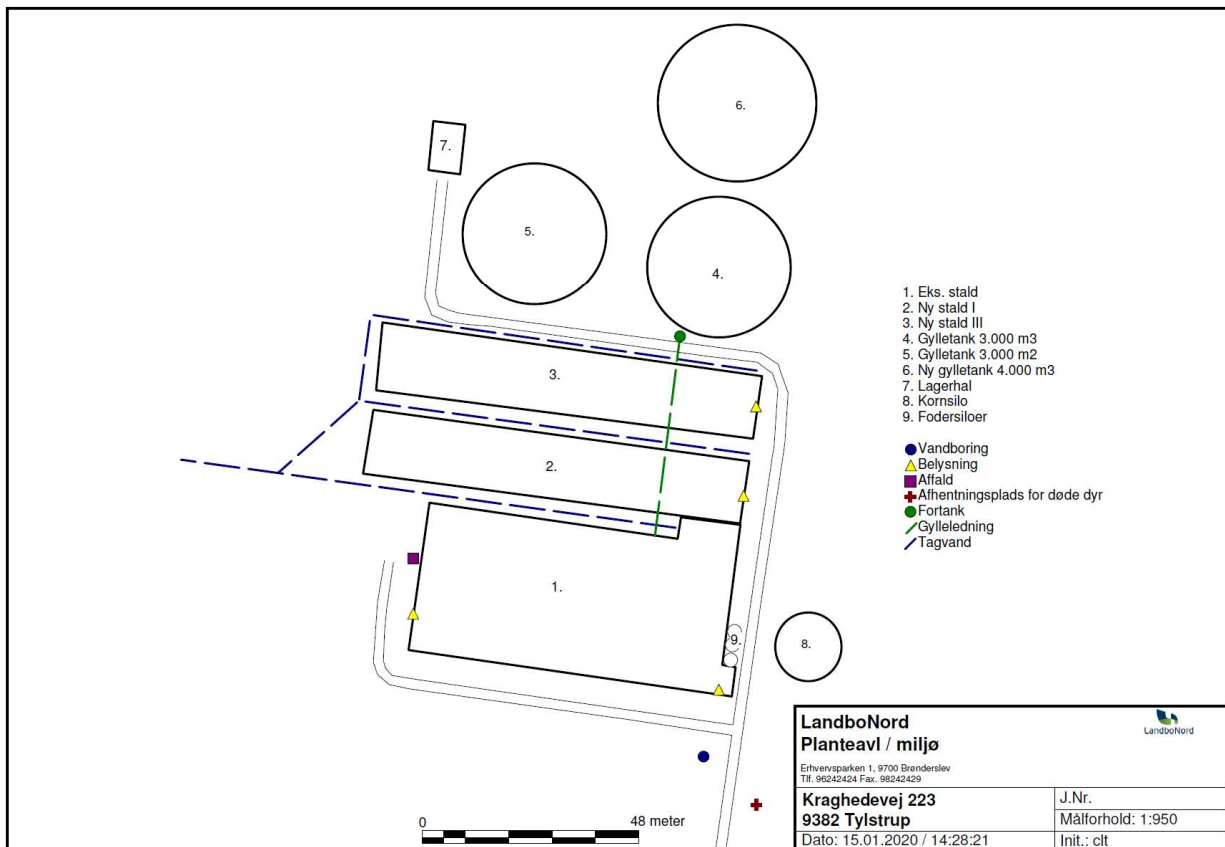 6.
7.
5.
4.
3.
2.
1.
9.
8.
1. Eks. stald
2. Ny stald I
3. Ny stald III
4. Gylletank 3.000 m3
5. Gylletank 3.000 m2
6. Ny gylletank 4.000 m3
7. Lagerhal
8. Kornsilo
9. Fodersiloer
Vandboring
Belysning
Affald
Afhentningsplads for døde dyr
Fortank
Gylleledning
Tagvand
0 48 meter
LandboNord
Planteavl / miljø
LandboNord
Erhvervsparken 1, 9700 Brønderslev
Tlf. 96242424 Fax. 98242429
Kraghedevej 223
9382 Tylstrup
J.Nr.
Målforhold: 1:950
Dato: 15.01.2020 / 14:28:21
Init.: clt